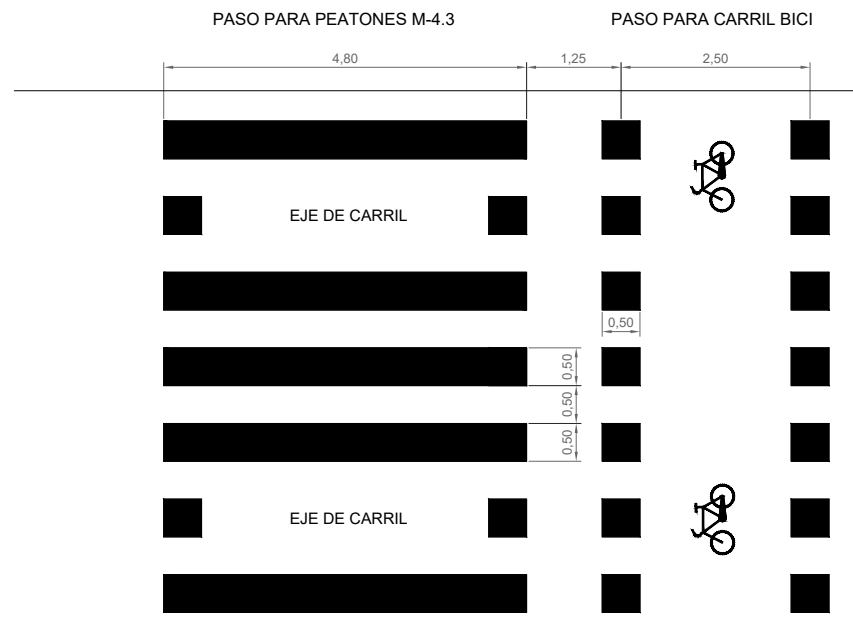 PASO PARA PEATONES M-4.3
PASO PARA CARRIL BICI
4,80
1,25
2,50
EJE DE CARRIL
0,50
0,50
0,50
0,50
EJE DE CARRIL